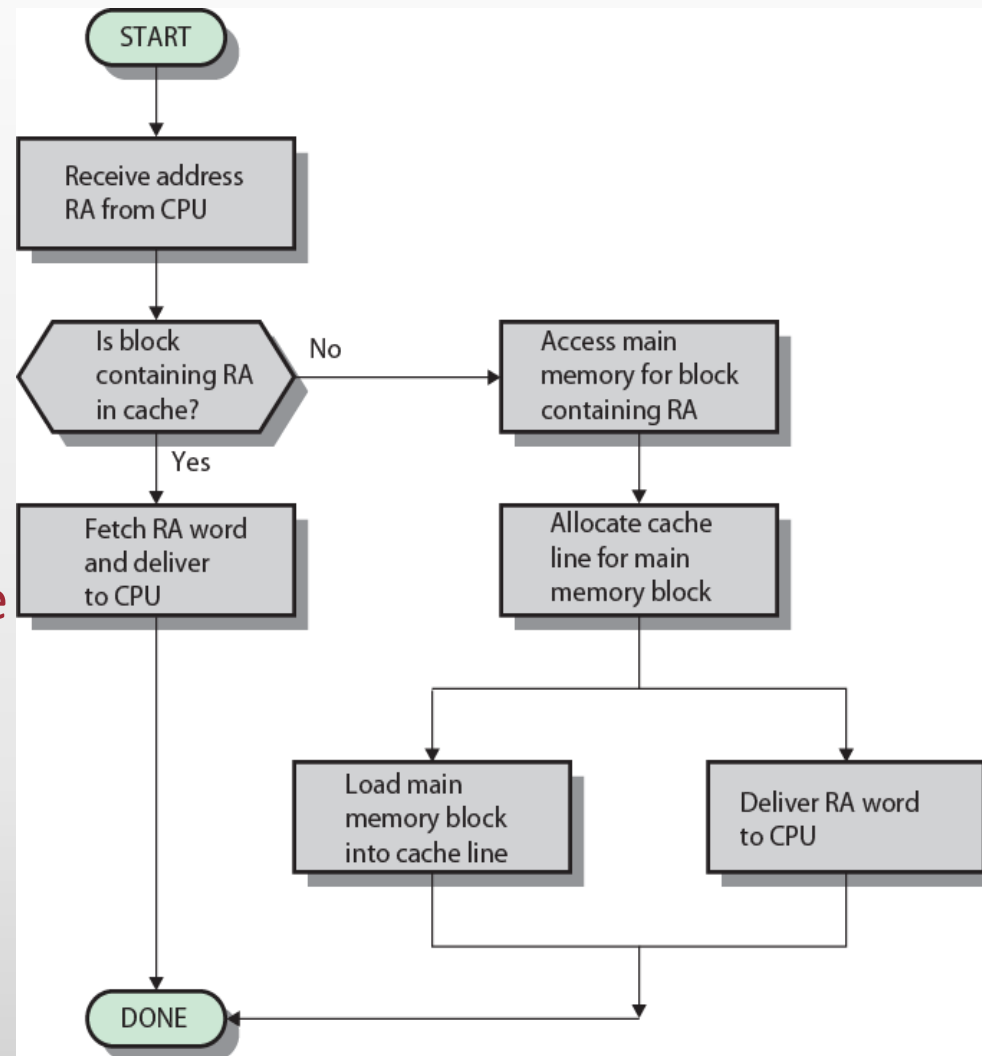 START
Receive address
RA from CPU
Is block
containing RA
in cache?
No
Access main
memory for block
containing RA
Yes
Fetch RA word
and deliver
to CPU
Allocate cache
line for main
memory block
e
Load main
memory block
into cache line
Deliver RA word
to CPU
DONE